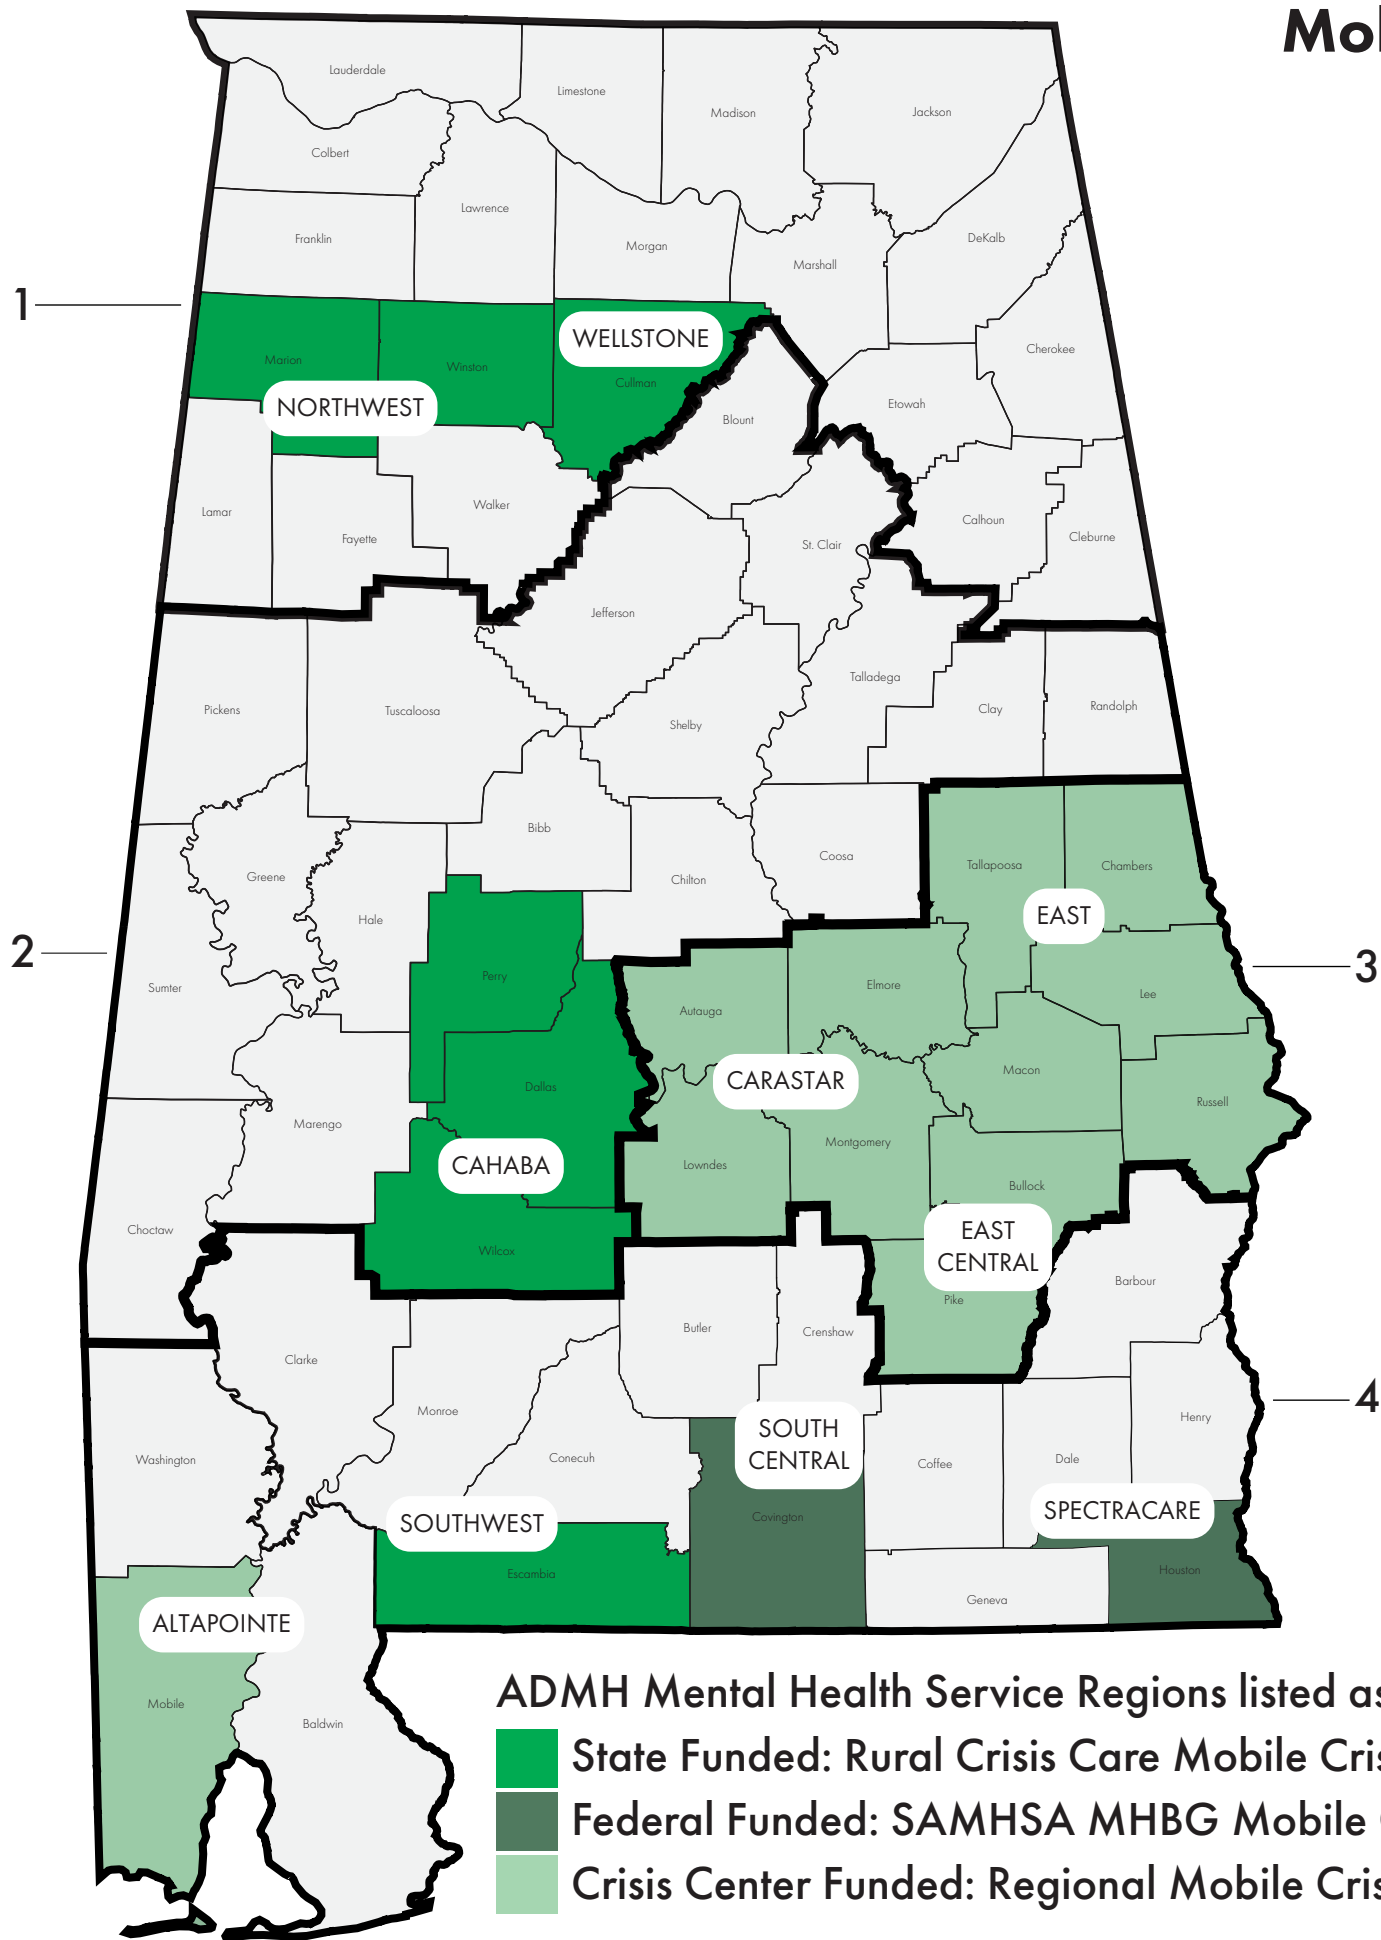 Mol
Lauderdale
Limestone
Madison
Jackson
Colbert
Lawrence
Franklin
Morgan
DeKalb
Marshall
1
WELLSTONE
Marion
Winston
Cullman
Cherokee
NORTHWEST
Blount
Etowah
Lamar
Walker
Fayette
Calhoun
Cleburne
St. Clair
Jefferson
Pickens
Tuscaloosa
Shelby
Talladega
Clay
Randolph
Bibb
Coosa
Tallapoosa
Chambers
Greene
Chilton
Hale
EAST
2
3
Sumter
Perry
Elmore
Lee
Autauga
Dallas
CARASTAR
Macon
Russell
Marengo
Montgomery
CAHABA
Lowndes
Bullock
Choctaw
Wilcox
EAST
CENTRAL
Barbour
Pike
Butler
Crenshaw
Clarke
4
Monroe
Henry
SOUTH
CENTRAL
Washington
Conecuh
Coffee
Dale
SOUTHWEST
Covington
SPECTRACARE
Escambia
Houston
Geneva
ALTAPOINTE
Mobile
Baldwin
ADMH Mental Health Service Regions listed as
State Funded: Rural Crisis Care Mobile Cris
Federal Funded: SAMHSA MHBG Mobile C
Crisis Center Funded: Regional Mobile Cris